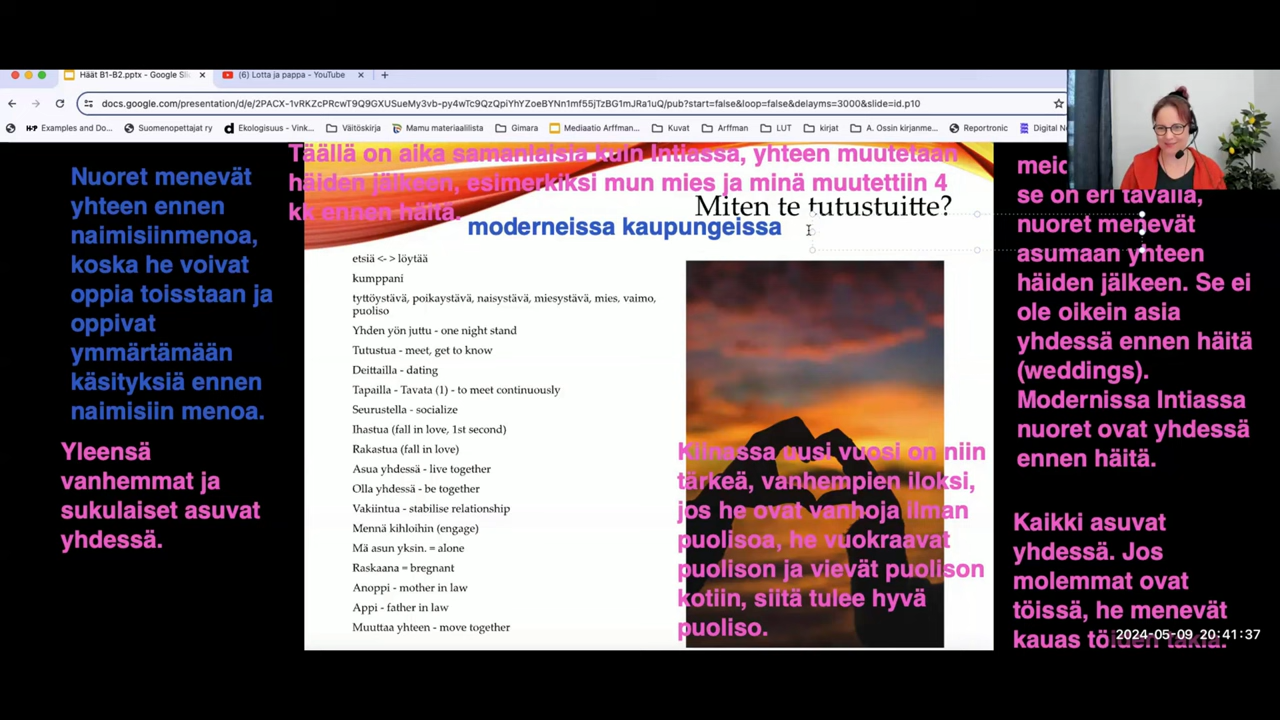 Häät B1-B2.pptx - Google Sli
(6) Lotta ja pappa - YouTube
docs.google.com/presentation/d/e/2PACX-1vRKZcPRcwT9Q9GXUSueMy3vb-py4wTc9QzQpiYhYZoeBYNn1mf55jTzBG1mJRa1uQ/pub?start=false&loop=false&delayms=3000&slide=id.p10
Examples and Do...
Suomenopettajat ry
Ekologisuus - Vink...
Väitöskirja
Mamu materiaalilista
Gimara
Mediaatio Arffman...
Kuvat
Arffman
LUT
kirjat
A. Ossin kirjanme...
Reportronic
Digital N
Täällä on aika samanlaisia kuin Intiassa, yhteen muutetaan
häiden jälkeen, esimerkiksi mun mies ja minä muutettiin 4
kk ennen häitä.
Miten te tutustuitte?
moderneissa kaupungeissa
Nuoret menevät
yhteen ennen
naimisiinmenoa,
koska he voivat
oppia toisstaan ja
oppivat
ymmärtämään
käsityksiä ennen
naimisiin menoa.
Yleensä
vanhemmat ja
sukulaiset asuvat
yhdessä.
etsiä <- > löytää
kumppani
tyttöystävä, poikaystävä, naisystävä, miesystävä, mies, vaimo,
puoliso
Yhden yön juttu - one night stand
Tutustua - meet, get to know
Deittailla - dating
Tapailla - Tavata (1) - to meet continuously
Seurustella - socialize
Ihastua (fall in love, 1st second)
Rakastua (fall in love)
Asua yhdessä - live together
Olla yhdessä - be together
Vakiintua - stabilise relationship
Mennä kihloihin (engage)
Mä asun yksin. = alone
Raskaana = bregnant
Anoppi - mother in law
Appi - father in law
Muuttaa yhteen - move together
Kiinassa uusi vuosi on niin
tärkeä, vanhempien iloksi,
jos he ovat vanhoja ilman
puolisoa, he vuokraavat
puolison ja vievät puolison
kotiin, siitä tulee hyvä
puoliso.
meid
se on eri tavalla,
nuoret menevät
asumaan yhteen
häiden jälkeen. Se ei
ole oikein asia
yhdessä ennen häitä
(weddings).
Modernissa Intiassa
nuoret ovat yhdessä
ennen häitä.
Kaikki asuvat
yhdessä. Jos
molemmat ovat
töissä, he menevät
kauas töiden takia.
2024-05-09 20:41:37